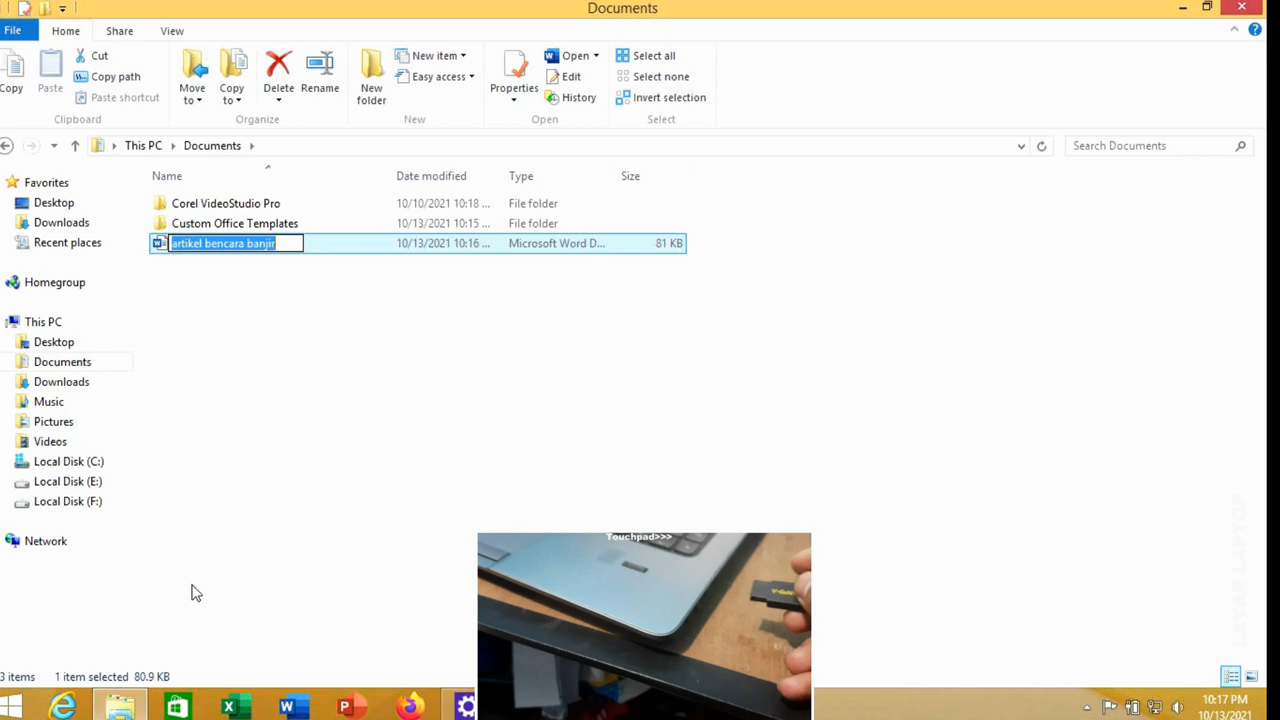 Documents
File Home Share View
Copy
Paste
Cut
Copy path
Paste shortcut
Clipboard
Move to
Copy to
Delete
Rename
Organize
New folder
New item
Easy access
New
Properties
Open
Edit
History
Open
Select all
Select none
Invert selection
Select
This PC Documents
Search Documents
Name Date modified Type Size
Corel VideoStudio Pro 10/10/2021 10:18 ... File folder
Custom Office Templates 10/13/2021 10:15 ... File folder
artikel bencara banjir 10/13/2021 10:16 ... Microsoft Word D... 81 KB
Favorites
Desktop
Downloads
Recent places
Homegroup
This PC
Desktop
Documents
Downloads
Music
Pictures
Videos
Local Disk (C:)
Local Disk (E:)
Local Disk (F:)
Network
Touchpad>>>
LAYAR LAPTOP
3 items 1 item selected 80.9 KB
10:17 PM
10/13/2021